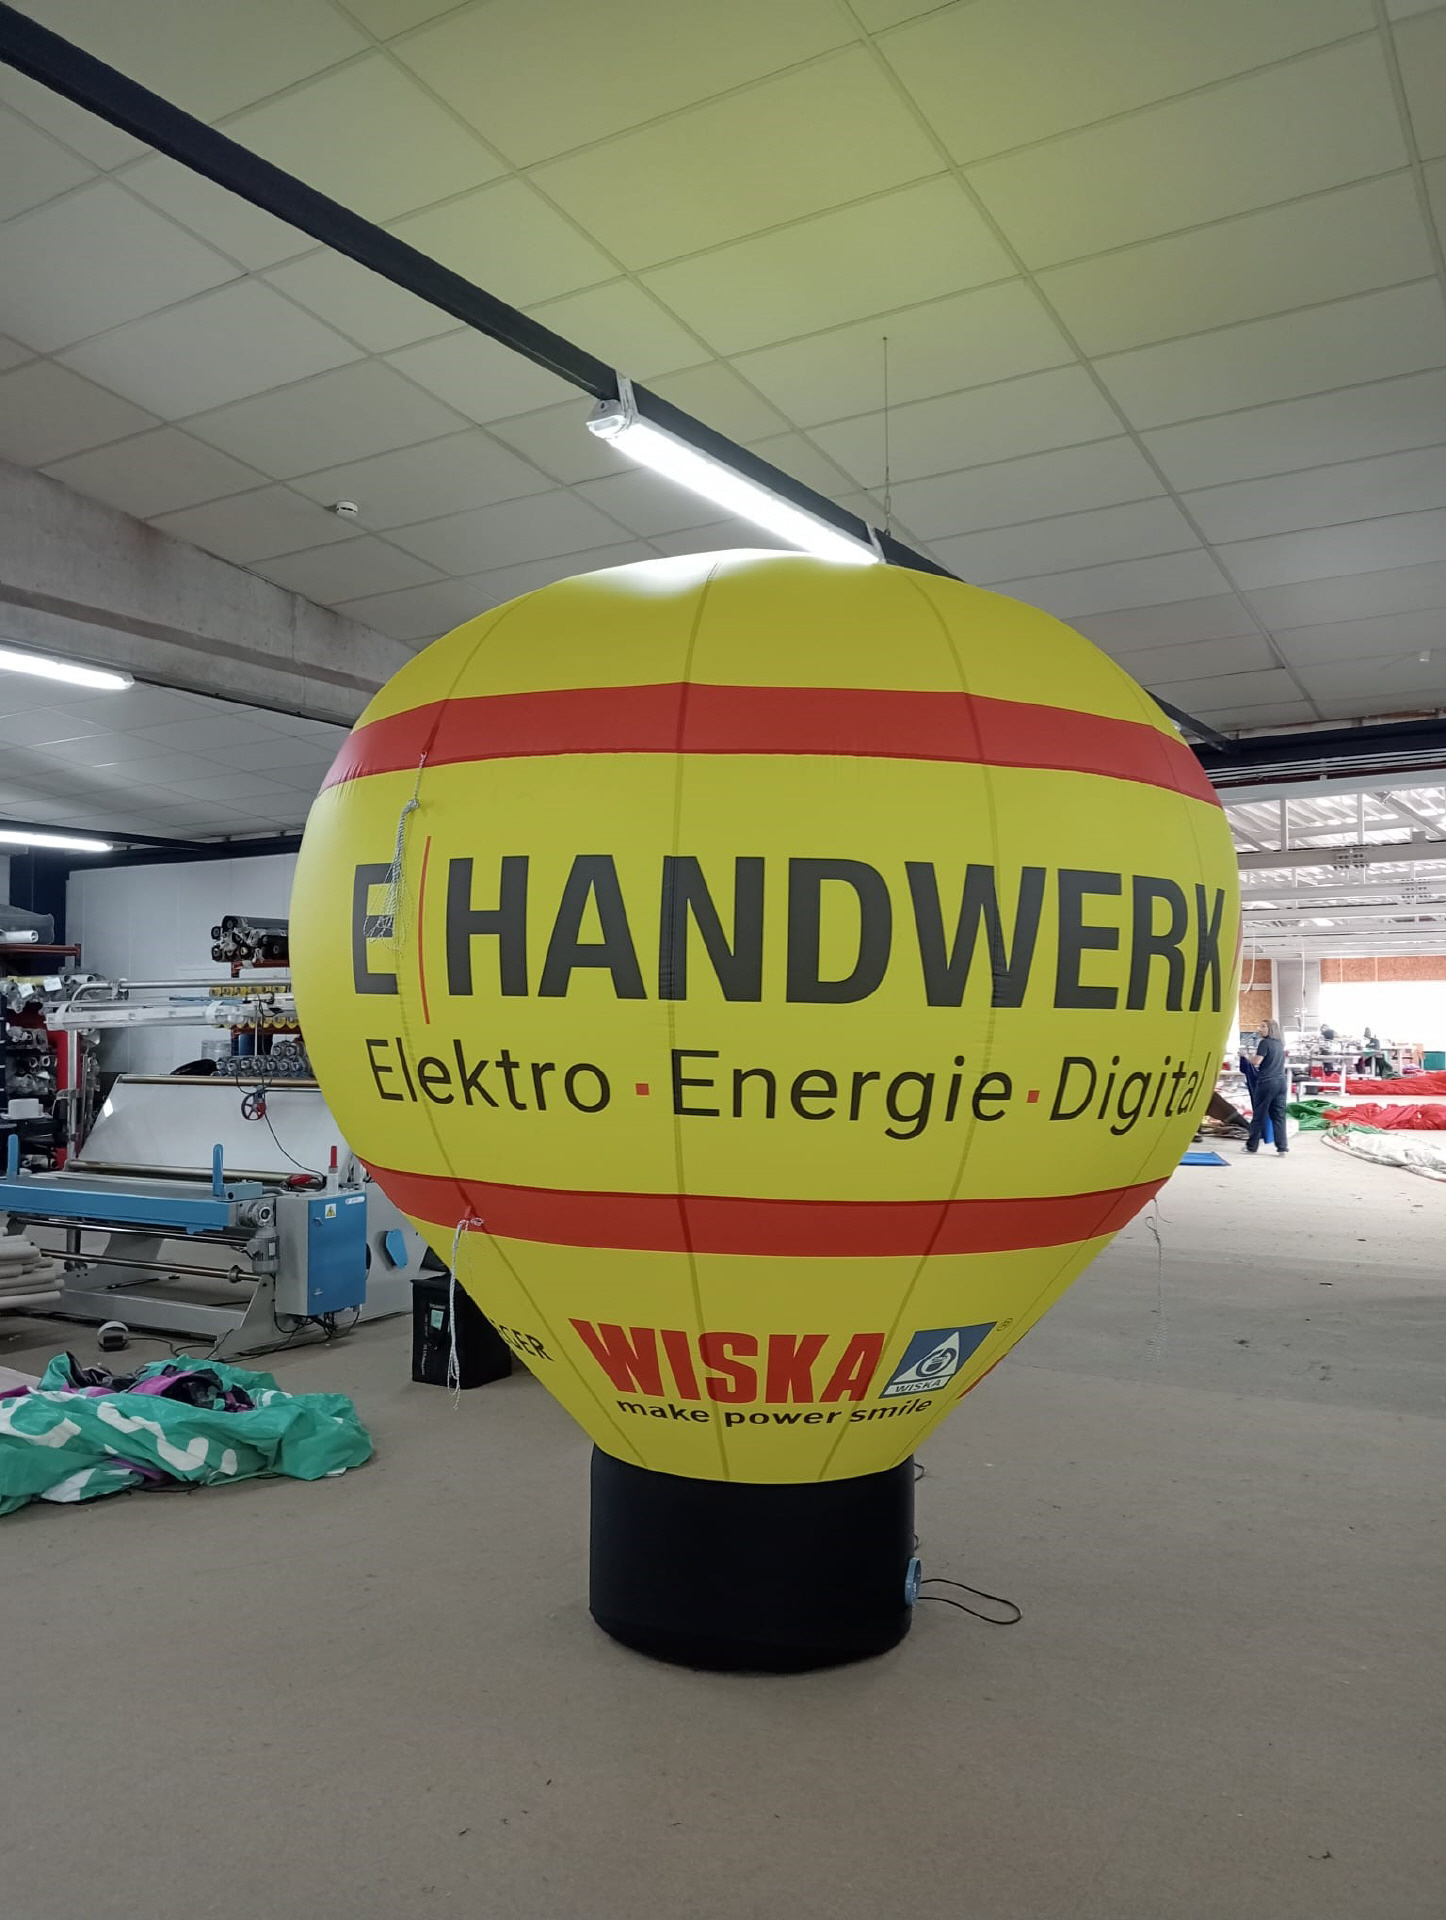 E|HANDWERK
Elektro · Energie · Digital
WISKA
WISKA ®
make power smile